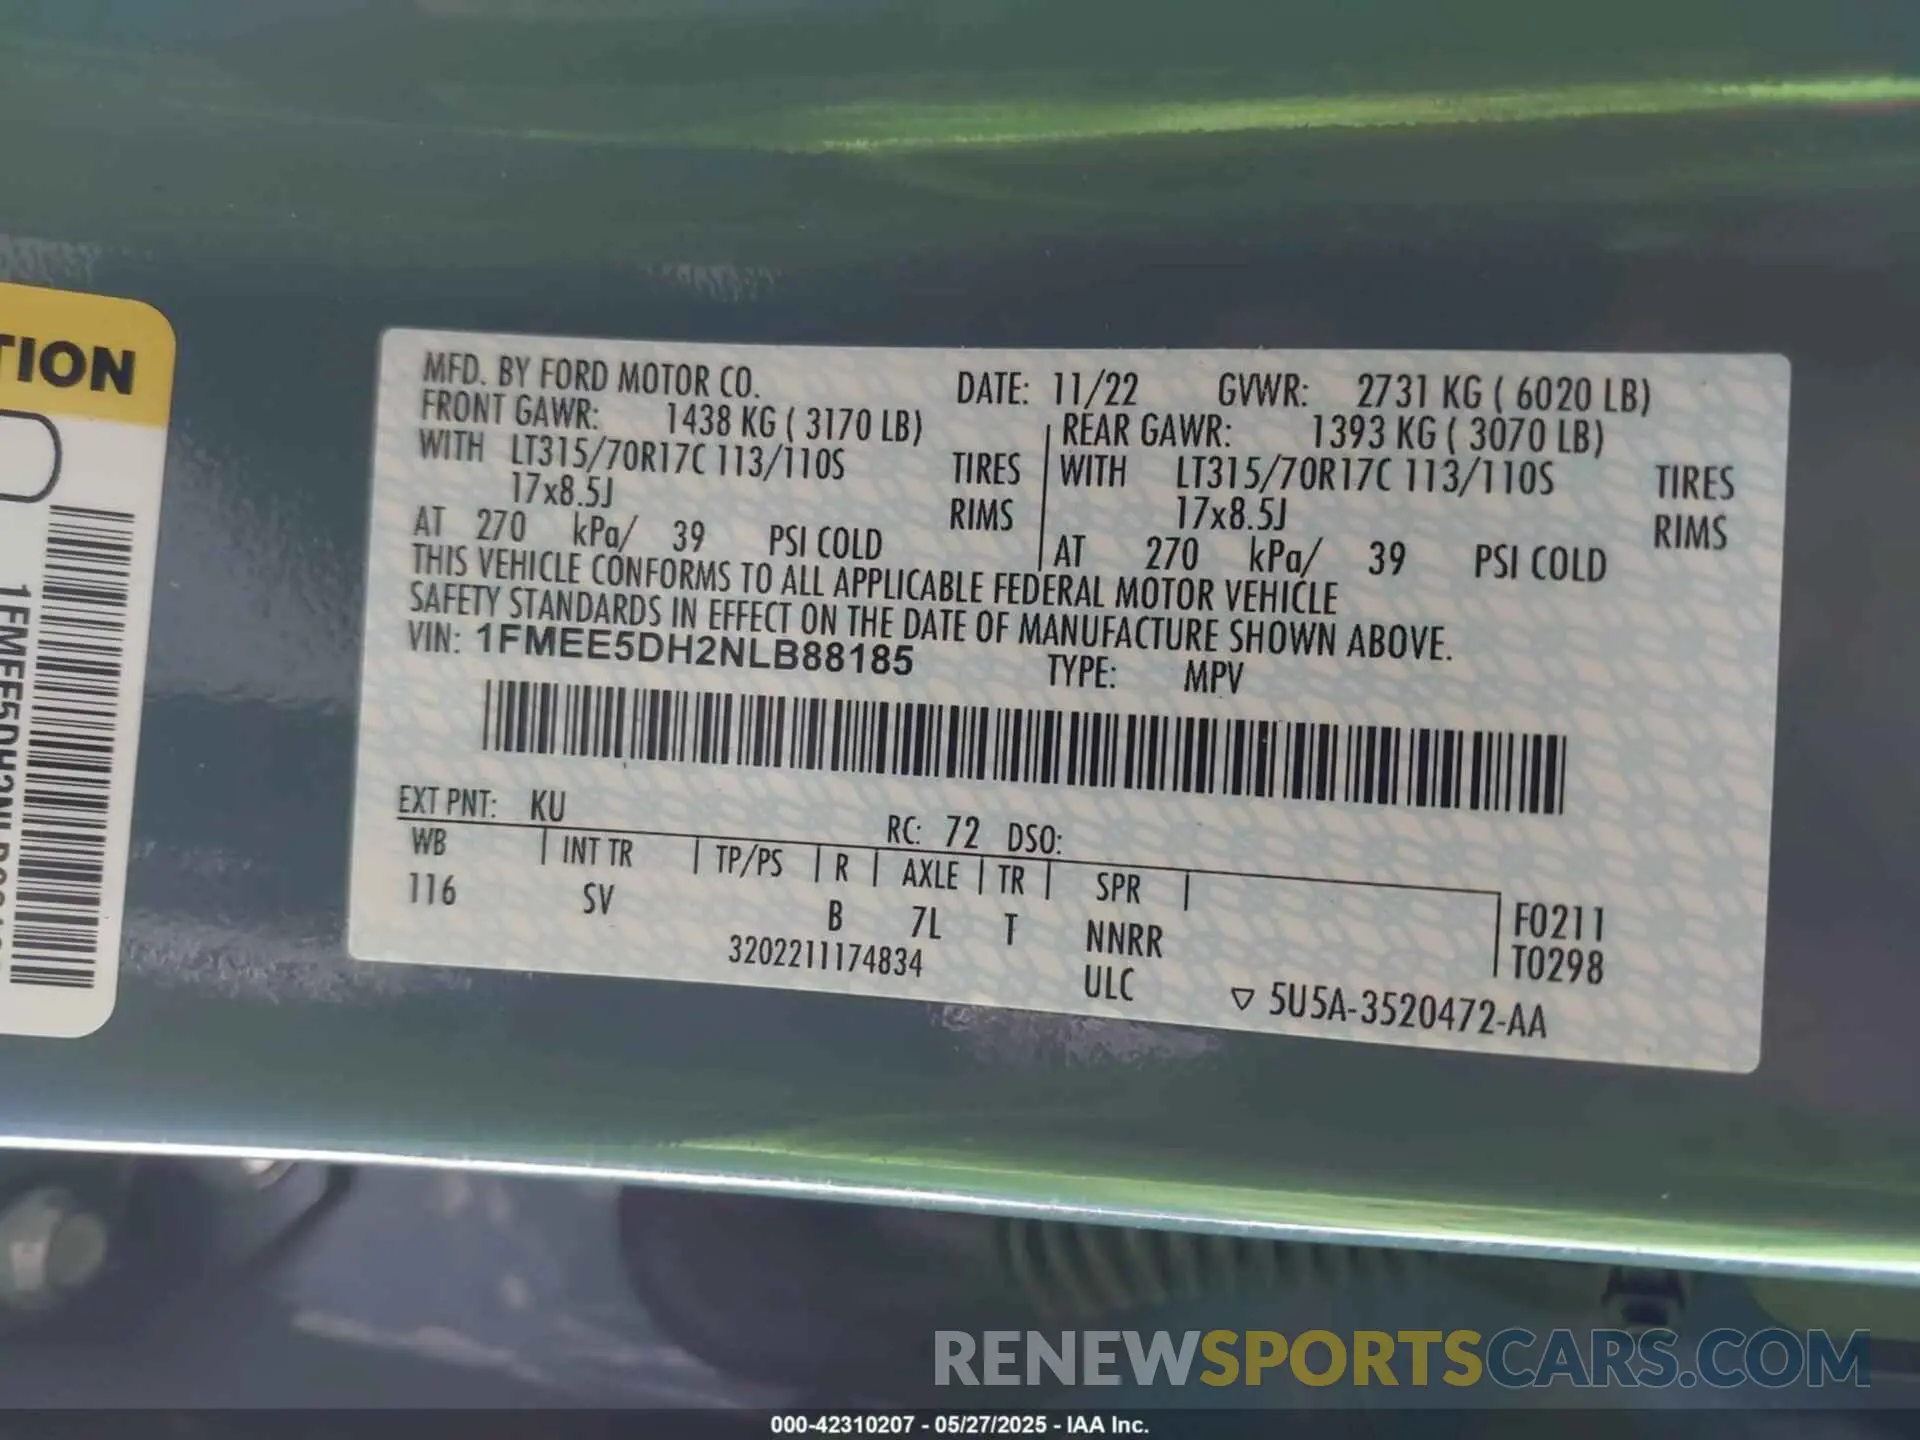 TION
1FMEE5DH2NLB8818
MFD. BY FORD MOTOR CO. DATE: 11/22 GVWR: 2731 KG ( 6020 LB)
FRONT GAWR: 1438 KG ( 3170 LB) REAR GAWR: 1393 KG ( 3070 LB)
WITH LT315/70R17C 113/110S TIRES WITH LT315/70R17C 113/110S TIRES
17x8.5J RIMS 17x8.5J RIMS
AT 270 kPa/ 39 PSI COLD AT 270 kPa/ 39 PSI COLD
THIS VEHICLE CONFORMS TO ALL APPLICABLE FEDERAL MOTOR VEHICLE
SAFETY STANDARDS IN EFFECT ON THE DATE OF MANUFACTURE SHOWN ABOVE.
VIN: 1FMEE5DH2NLB88185 TYPE: MPV
EXT PNT: KU RC: 72 DSO:
WB INT TR TP/PS R AXLE TR SPR
116 SV B 7L T NNRR F0211
3202211174834 ULC T0298
▽ 5U5A-3520472-AA
RENEWSPORTSCARS.COM
000-42310207 - 05/27/2025 - IAA Inc.